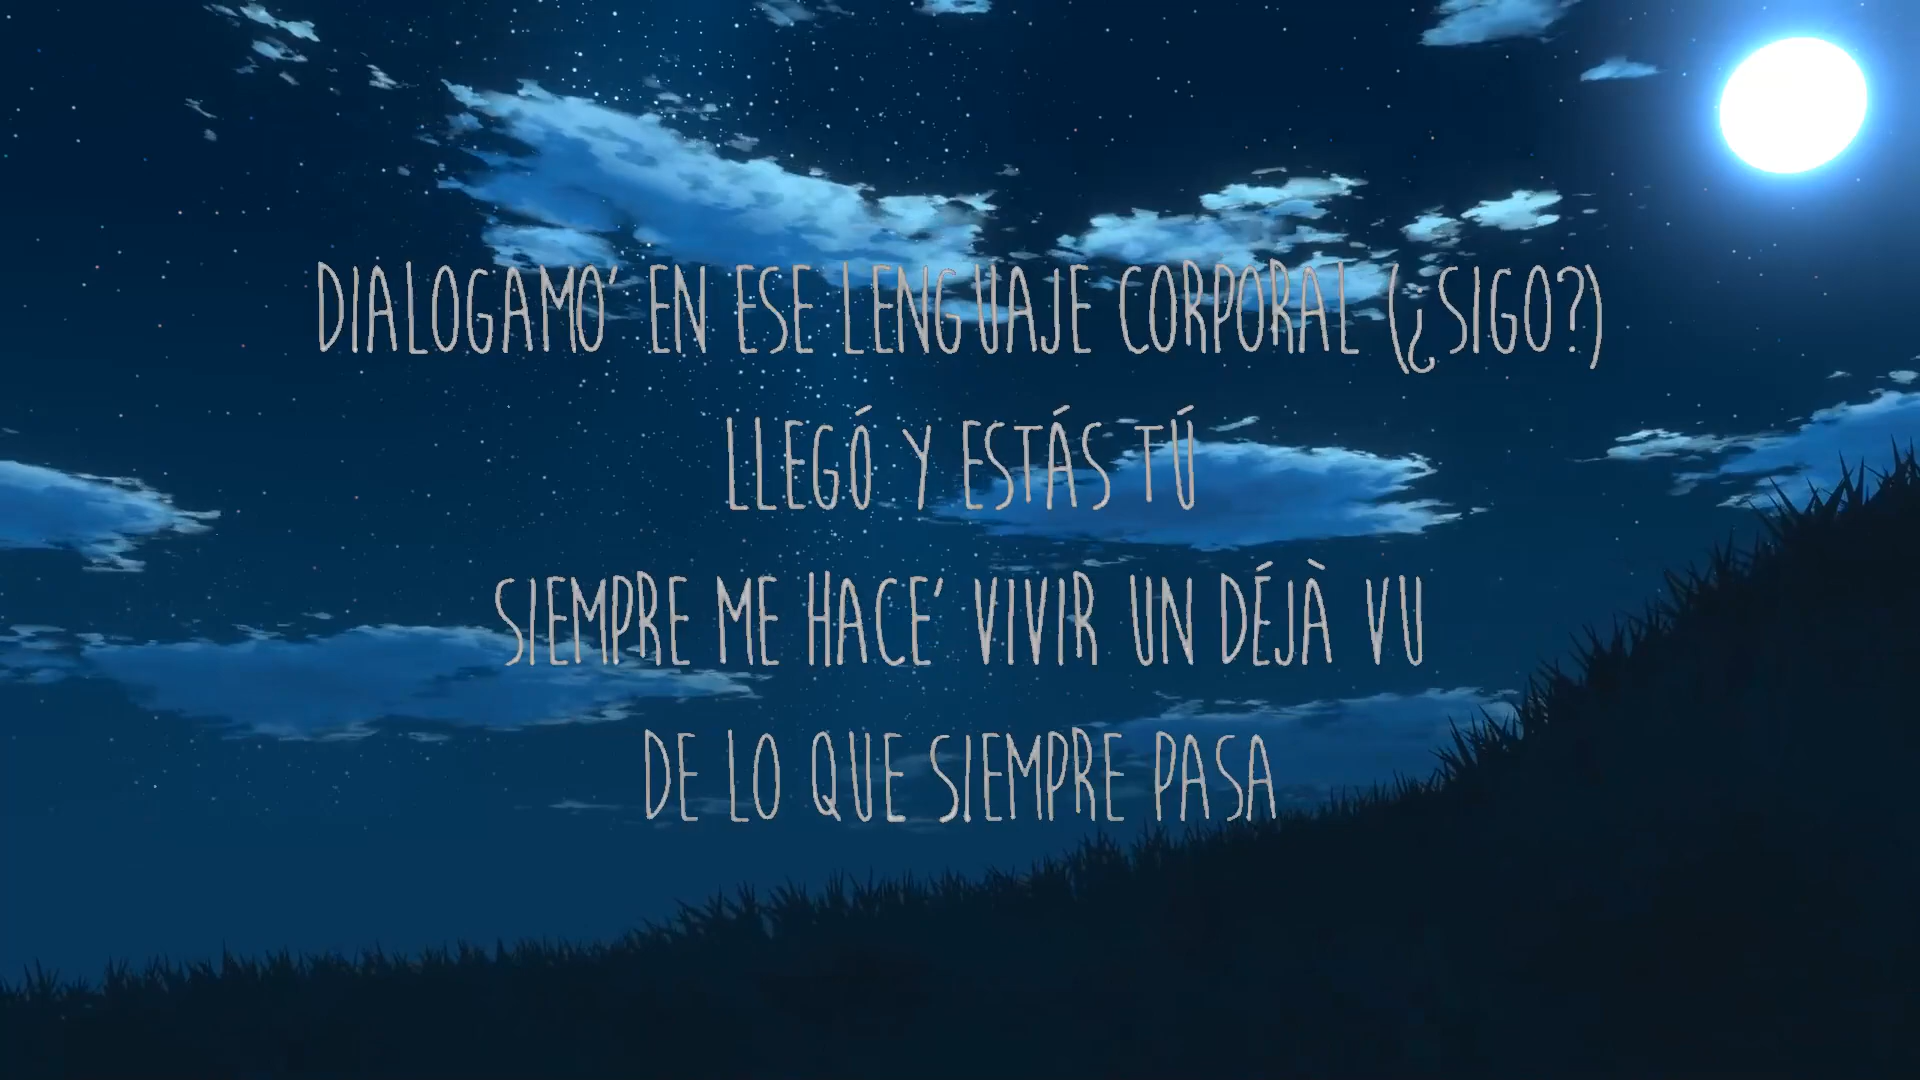 DIALOGAMO' EN ESE LENGUAJE CORPORAL (¿SIGO?)
LLEGÓ Y ESTÁS TÚ
SIEMPRE ME HACE' VIVIR UN DÉJÀ VU
DE LO QUE SIEMPRE PASA